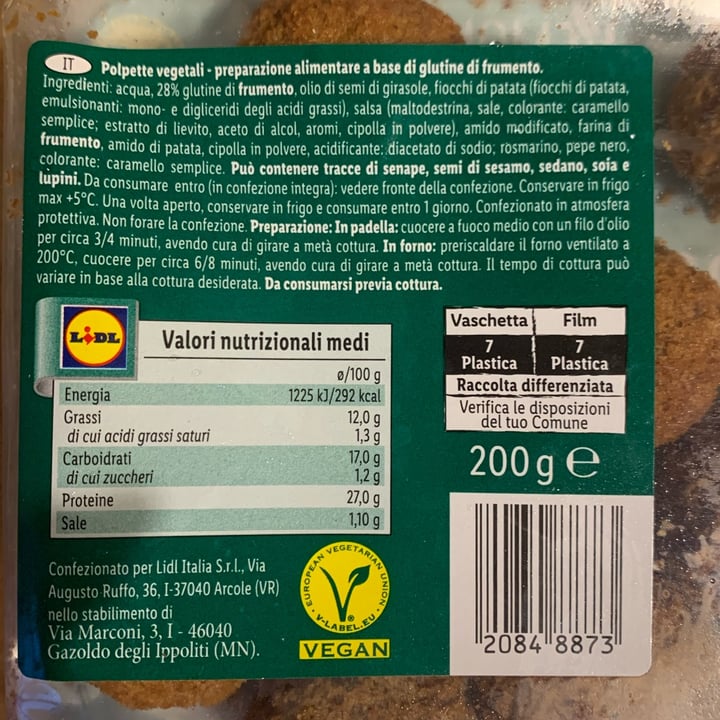 IT
Polpette vegetali - preparazione alimentare a base di glutine di frumento.
Ingredienti: acqua, 28% glutine di frumento, olio di semi di girasole, fiocchi di patata (fiocchi di patata,
emulsionanti: mono- e digliceridi degli acidi grassi), salsa (maltodestrina, sale, colorante: caramello
semplice; estratto di lievito, aceto di alcol, aromi, cipolla in polvere), amido modificato, farina di
frumento, amido di patata, cipolla in polvere, acidificante: diacetato di sodio; rosmarino, pepe nero,
colorante: caramello semplice. Può contenere tracce di senape, semi di sesamo, sedano, soia e
lupini. Da consumare entro (in confezione integra): vedere fronte della confezione. Conservare in frigo
max +5°C. Una volta aperto, conservare in frigo e consumare entro 1 giorno. Confezionato in atmosfera
protettiva. Non forare la confezione. Preparazione: In padella: cuocere a fuoco medio con un filo d'olio
per circa 3/4 minuti, avendo cura di girare a metà cottura. In forno: preriscaldare il forno ventilato a
200°C, cuocere per circa 6/8 minuti, avendo cura di girare a metà cottura. Il tempo di cottura può
variare in base alla cottura desiderata. Da consumarsi previa cottura.
LIDL
Valori nutrizionali medi
ø/100 g
Energia 1225 kJ/292 kcal
Grassi 12,0 g
di cui acidi grassi saturi 1,3 g
Carboidrati 17,0 g
di cui zuccheri 1,2 g
Proteine 27,0 g
Sale 1,10 g
Vaschetta Film
7 7
Plastica Plastica
Raccolta differenziata
Verifica le disposizioni
del tuo Comune
200 g e
Confezionato per Lidl Italia S.r.l., Via
Augusto Ruffo, 36, I-37040 Arcole (VR)
nello stabilimento di
Via Marconi, 3, I - 46040
Gazoldo degli Ippoliti (MN).
EUROPEAN VEGETARIAN UNION
V-LABEL.EU
VEGAN
2084 8873